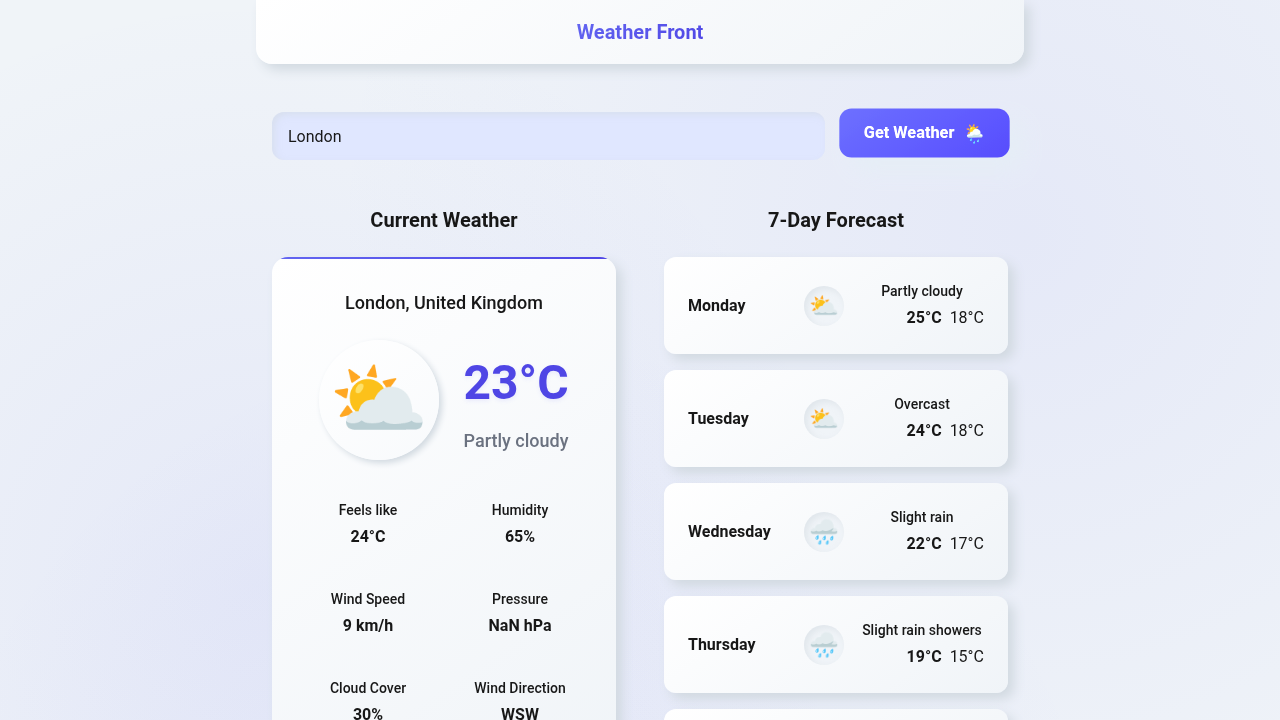 Weather Front
London
Get Weather 🌦️
Current Weather
London, United Kingdom
23°C
Partly cloudy
Feels like
24°C
Humidity
65%
Wind Speed
9 km/h
Pressure
NaN hPa
Cloud Cover
30%
Wind Direction
WSW
7-Day Forecast
Monday
Partly cloudy
25°C 18°C
Tuesday
Overcast
24°C 18°C
Wednesday
Slight rain
22°C 17°C
Thursday
Slight rain showers
19°C 15°C